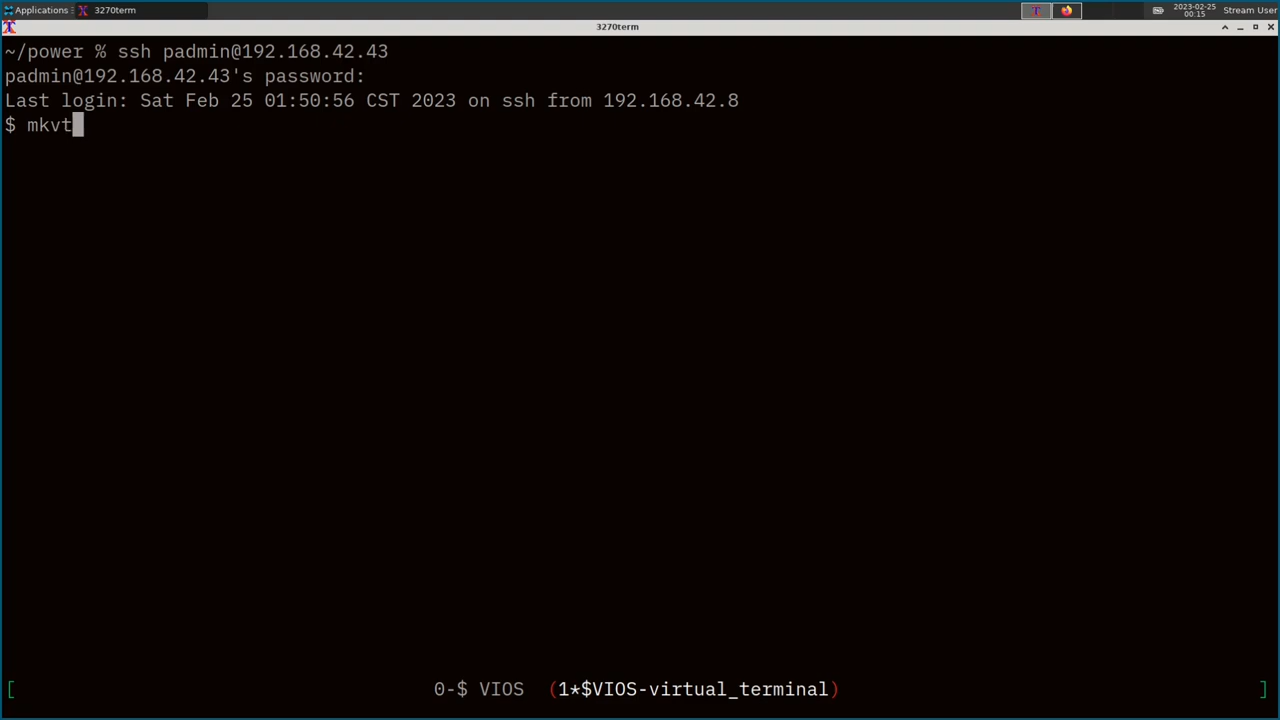 Applications
3270term
2023-02-25
00:15
Stream User
3270term
~/power % ssh padmin@192.168.42.43
padmin@192.168.42.43's password:
Last login: Sat Feb 25 01:50:56 CST 2023 on ssh from 192.168.42.8
$ mkvt
[ 0-$ VIOS (1*$VIOS-virtual_terminal) ]